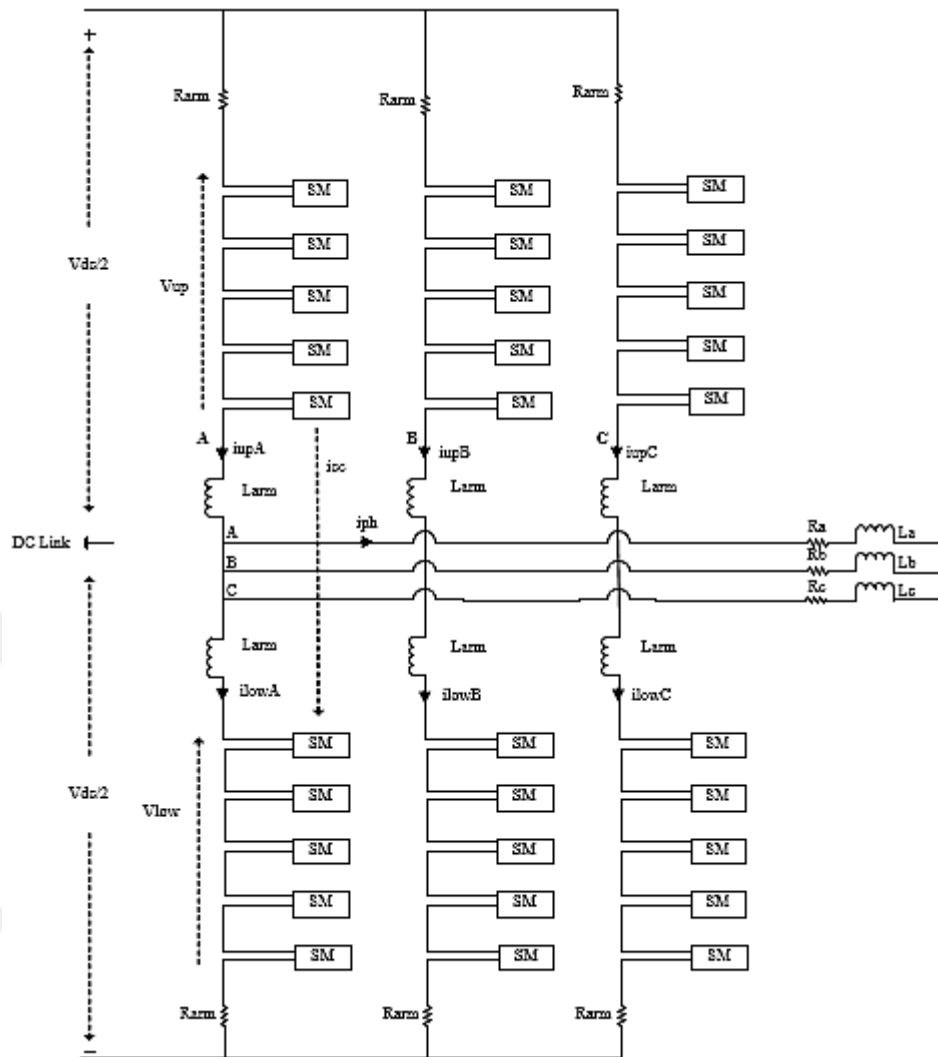 +
Rarm Rarm Rarm
SM SM SM
SM SM SM
Vdc/2
Vup
SM SM SM
SM SM SM
SM SM SM
A iupA B iupB C iupC
isc
Larm Larm Larm
DC Link
A iph Ra La
B Rb Lb
C Rc Lc
Larm Larm Larm
ilowA ilowB ilowC
SM SM SM
SM SM SM
Vdc/2
Vlow
SM SM SM
SM SM SM
SM SM SM
Rarm Rarm Rarm
−